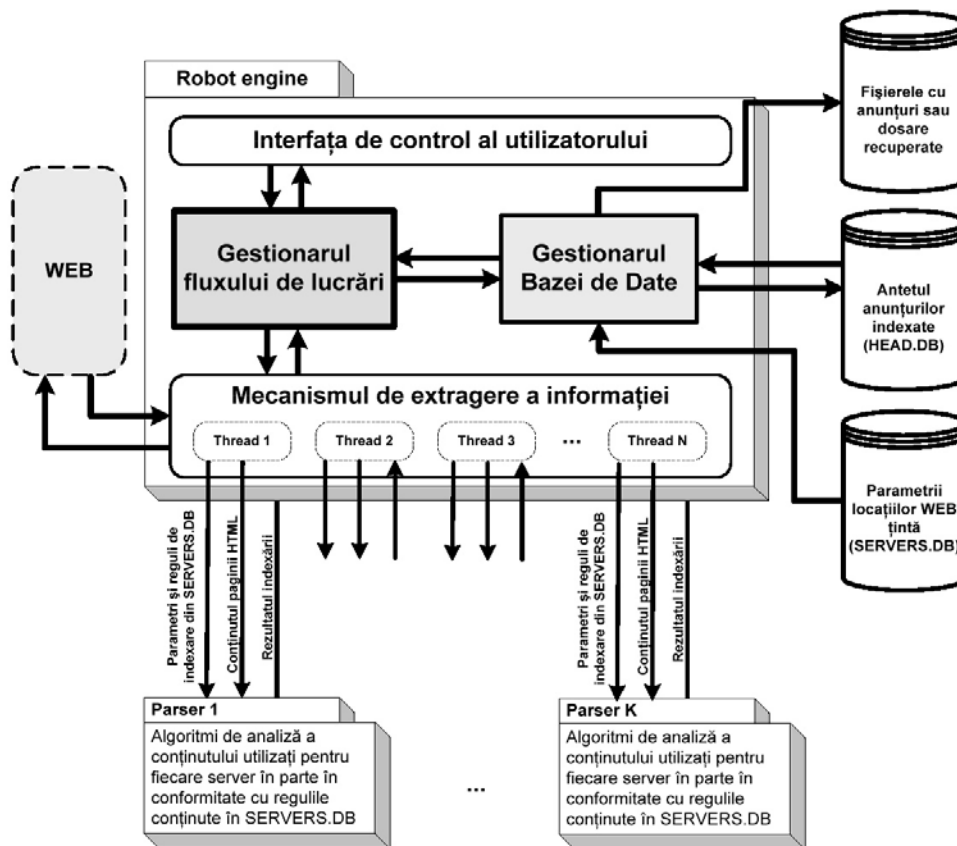 Robot engine
Interfața de control al utilizatorului
Fişierele cu
anunțuri sau
dosare
recuperate
WEB
Gestionarul
fluxului de lucrări
Gestionarul
Bazei de Date
Antetul
anunțurilor
indexate
(HEAD.DB)
Mecanismul de extragere a informației
Thread 1
Thread 2
Thread 3
...
Thread N
Parametrii
locațiilor WEB
țintă
(SERVERS.DB)
Parametri și reguli de
indexare din SERVERS.DB
Conținutul paginii HTML
Rezultatul indexării
Parametri și reguli de
indexare din SERVERS.DB
Conținutul paginii HTML
Rezultatul indexării
Parser 1
Algoritmi de analiză a
conținutului utilizați pentru
fiecare server în parte în
conformitate cu regulile
conținute în SERVERS.DB
...
Parser K
Algoritmi de analiză a
conținutului utilizați pentru
fiecare server în parte în
conformitate cu regulile
conținute în SERVERS.DB